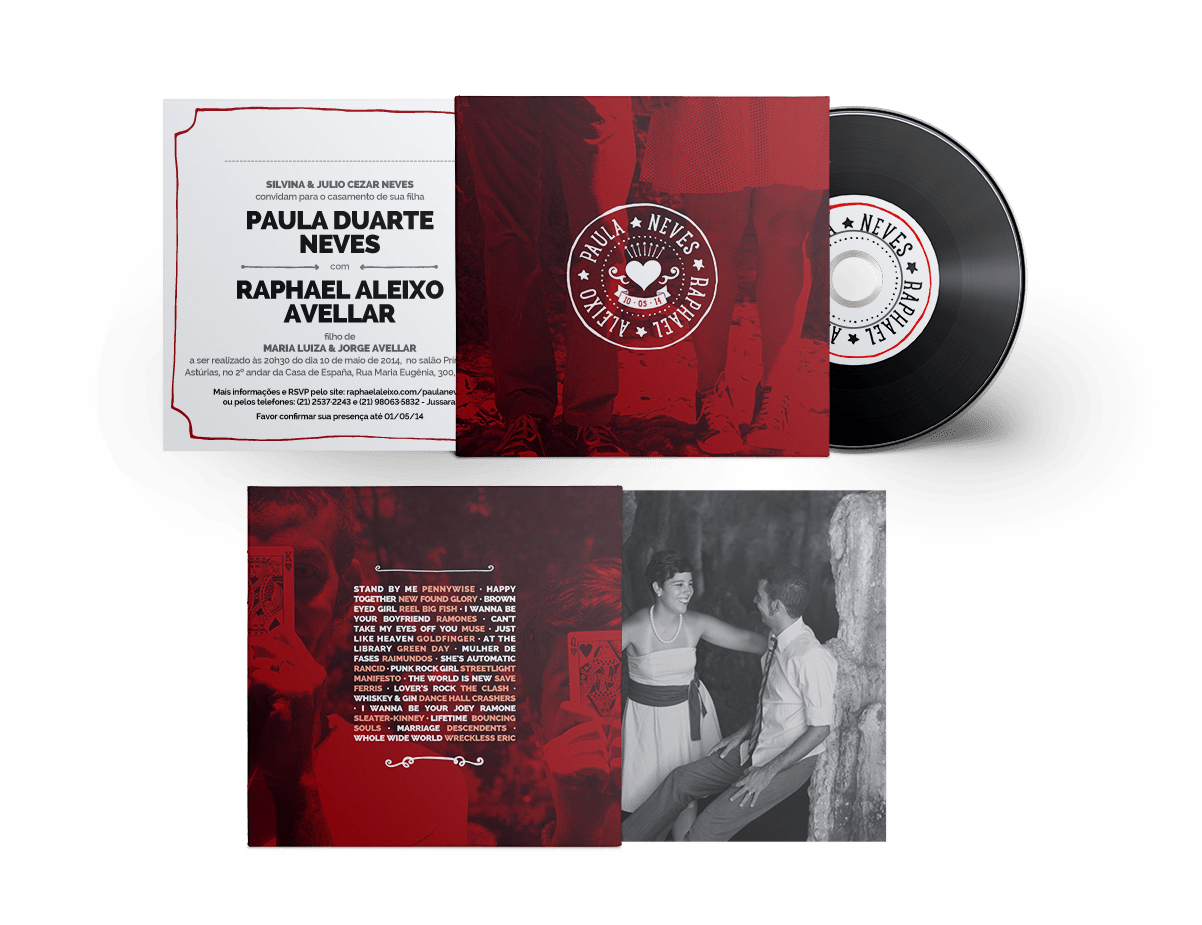 SILVINA & JULIO CEZAR NEVES
convidam para o casamento de sua filha
PAULA DUARTE
NEVES
com
RAPHAEL ALEIXO
AVELLAR
filho de
MARIA LUIZA & JORGE AVELLAR
a ser realizado às 20h30 do dia 10 de maio de 2014, no salão
Astúrias, no 2º andar da Casa de España, Rua Maria Eugênia, 300,
Mais informações e RSVP pelo site: raphaelaleixo.com/paulanev
ou pelos telefones: (21) 2537-2243 e (21) 98063-5832 - Jussara
Favor confirmar sua presença até 01/05/14
PAULA ★ NEVES ★ RAPHAEL ★ ALEIXO ★
10 · 05 · 14
A ★ NEVES ★ RAPHAEL ★ A
STAND BY ME PENNYWISE · HAPPY
TOGETHER NEW FOUND GLORY · BROWN
EYED GIRL REEL BIG FISH · I WANNA BE
YOUR BOYFRIEND RAMONES · CAN'T
TAKE MY EYES OFF YOU MUSE · JUST
LIKE HEAVEN GOLDFINGER · AT THE
LIBRARY GREEN DAY · MULHER DE
FASES RAIMUNDOS · SHE'S AUTOMATIC
RANCID · PUNK ROCK GIRL STREETLIGHT
MANIFESTO · THE WORLD IS NEW SAVE
FERRIS · LOVER'S ROCK THE CLASH ·
WHISKEY & GIN DANCE HALL CRASHERS
· I WANNA BE YOUR JOEY RAMONE
SLEATER-KINNEY · LIFETIME BOUNCING
SOULS · MARRIAGE DESCENDENTS ·
WHOLE WIDE WORLD WRECKLESS ERIC
K
Q